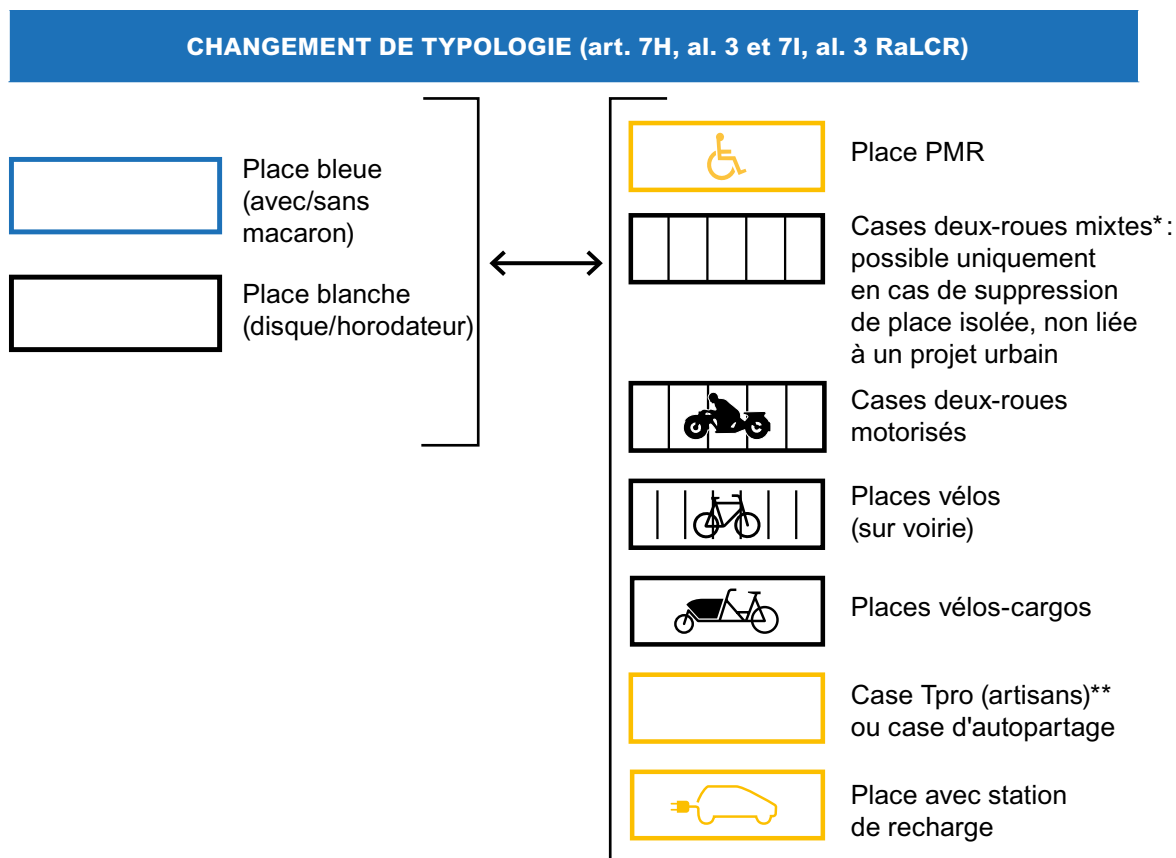 CHANGEMENT DE TYPOLOGIE (art. 7H, al. 3 et 7I, al. 3 RaLCR)
Place bleue
(avec/sans
macaron)
Place blanche
(disque/horodateur)
Place PMR
Cases deux-roues mixtes* :
possible uniquement
en cas de suppression
de place isolée, non liée
à un projet urbain
Cases deux-roues
motorisés
Places vélos
(sur voirie)
Places vélos-cargos
Case Tpro (artisans)**
ou case d'autopartage
Place avec station
de recharge